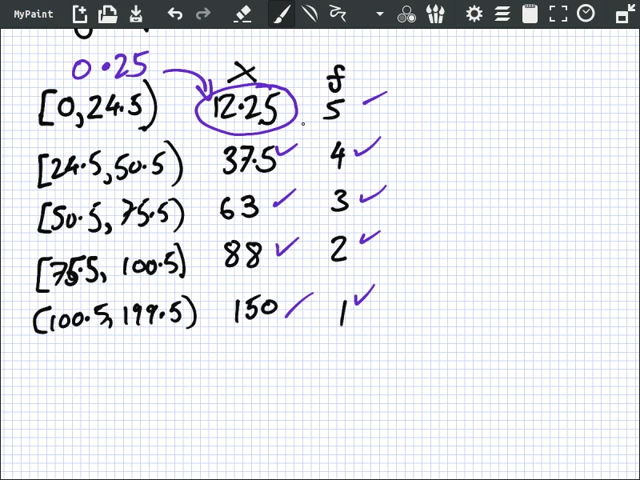 MyPaint
0.25
X f
[0,24.5) 12.25 5
[24.5,50.5) 37.5 4
[50.5, 75.5) 63 3
[75.5, 100.5] 88 2
(100.5, 199.5) 150 1